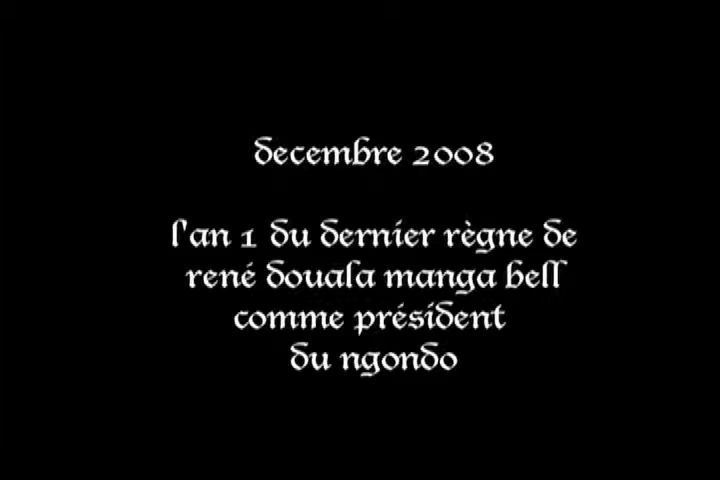 decembre 2008
l'an 1 du dernier règne de
rené douala manga bell
comme président
du ngondo